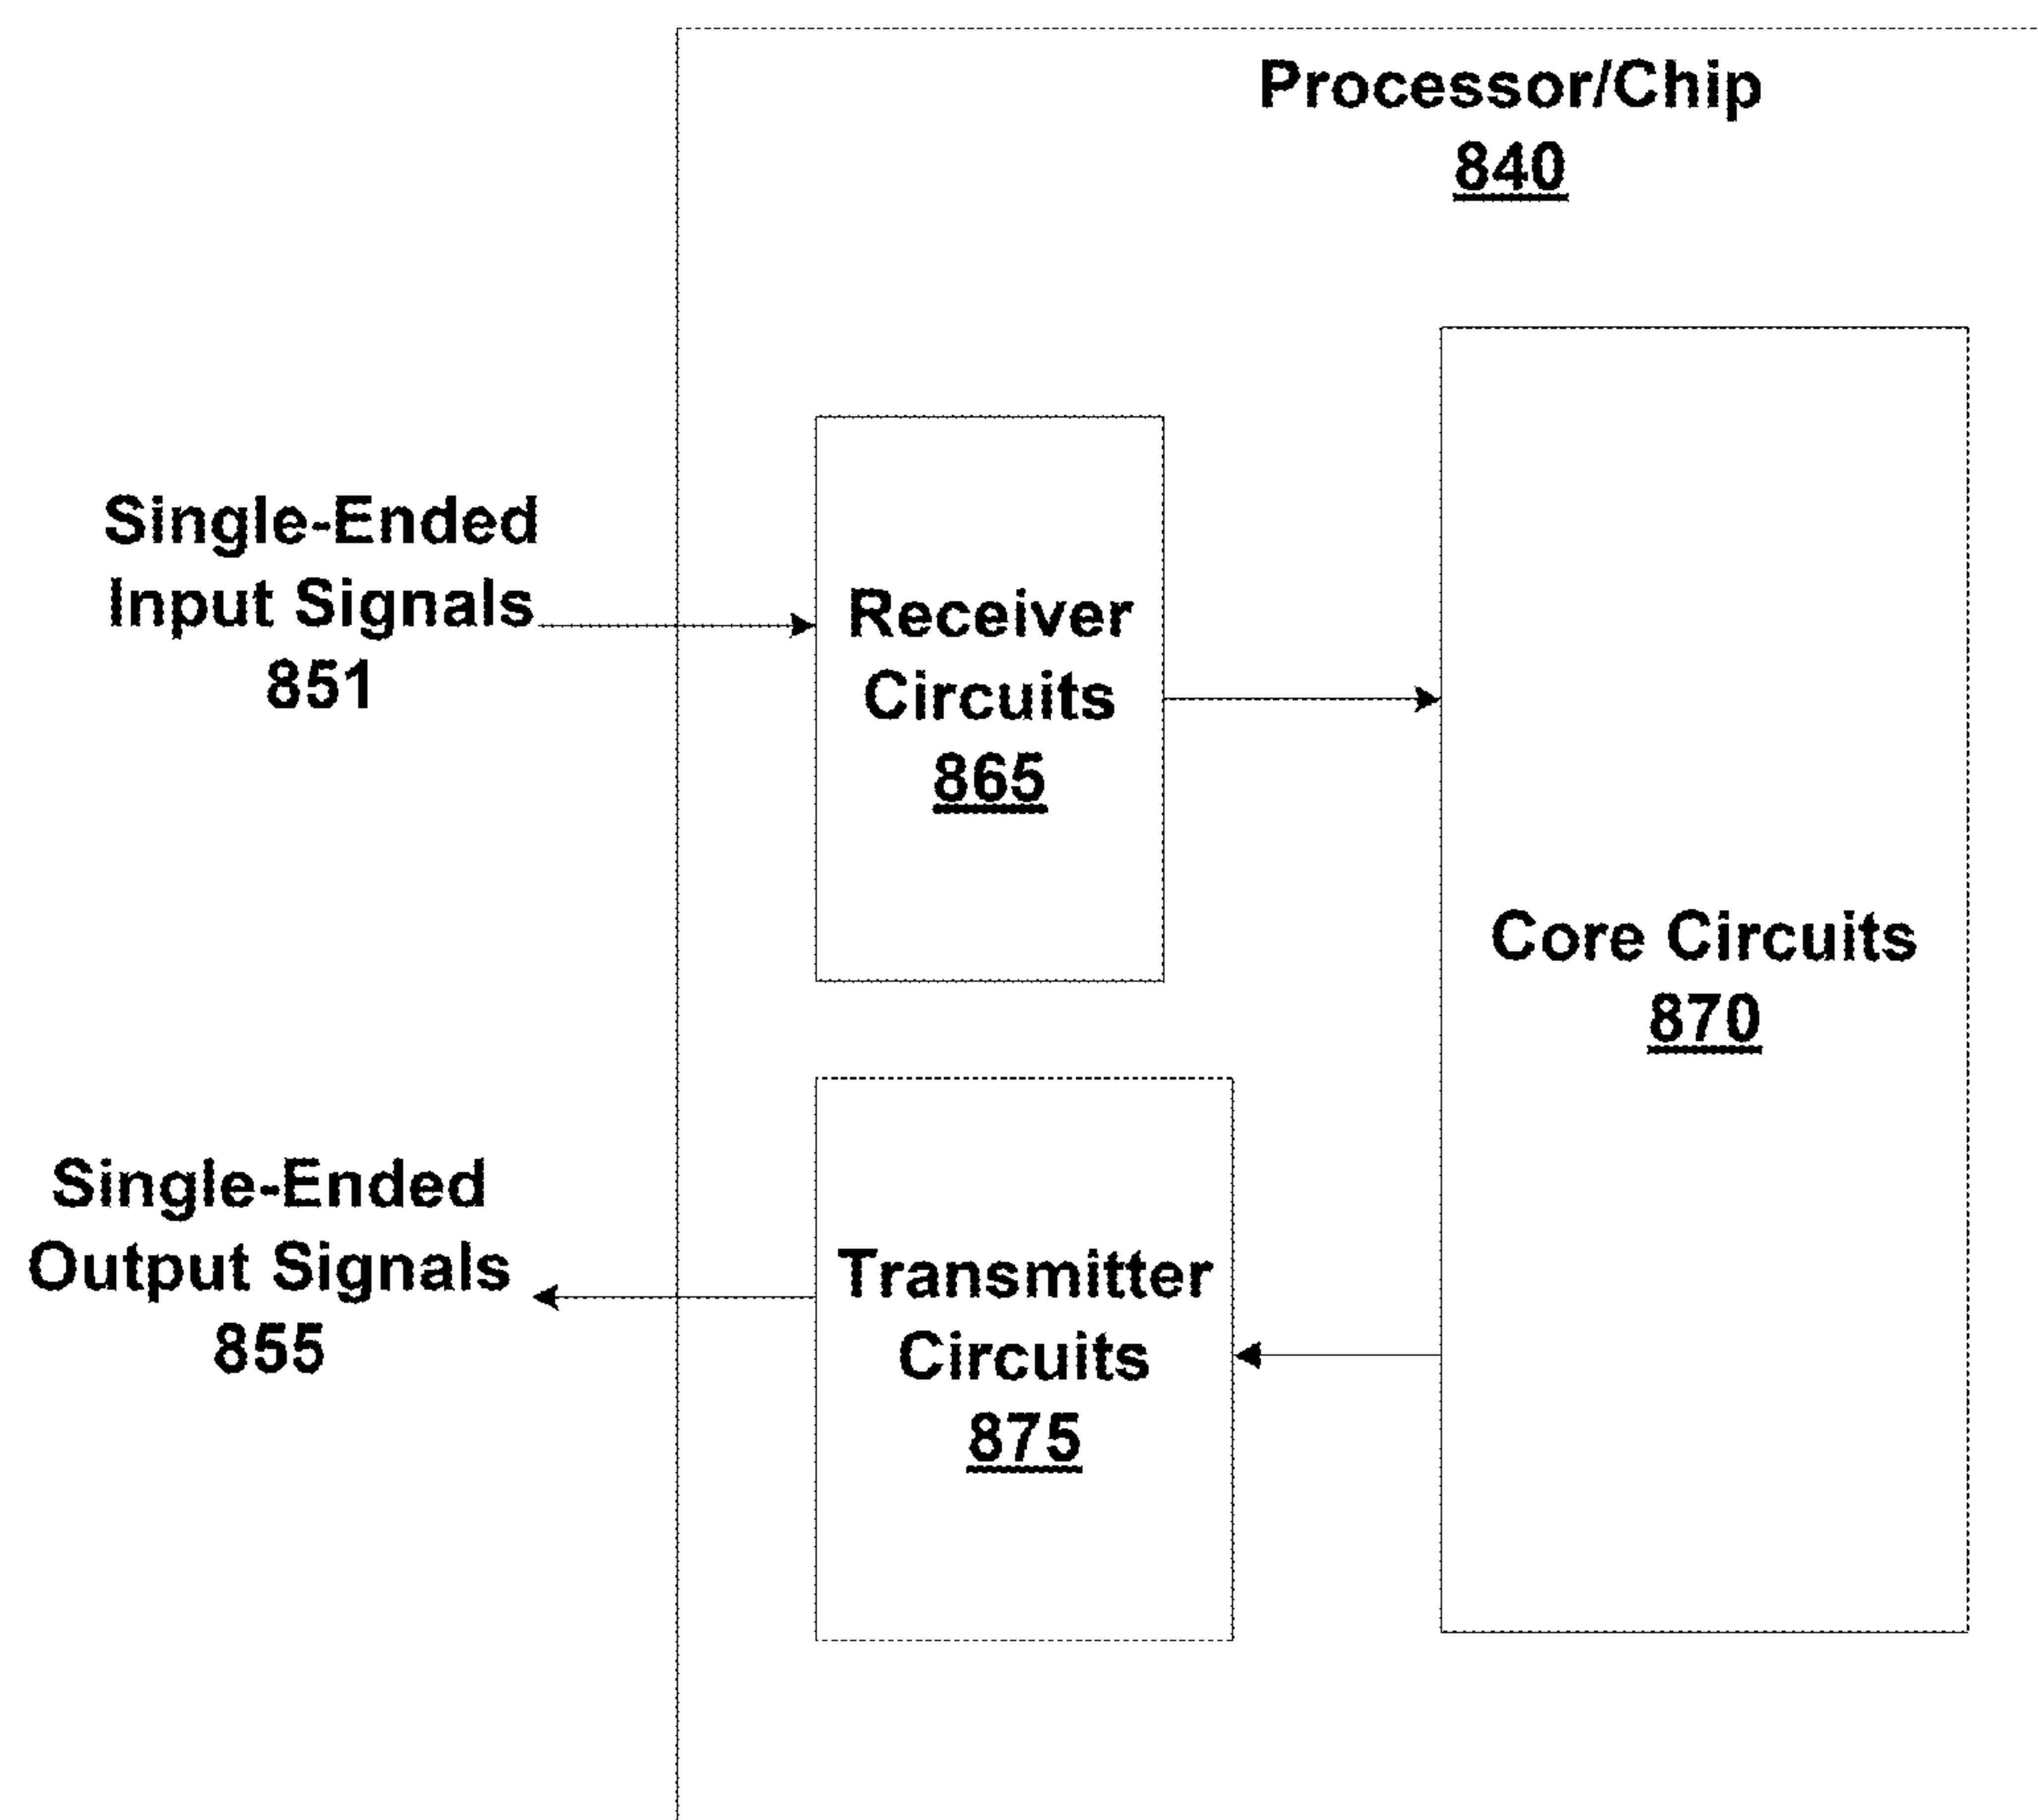 Processor/Chip
840
Single-Ended
Input Signals
851
Receiver
Circuits
865
Core Circuits
870
Single-Ended
Output Signals
855
Transmitter
Circuits
875